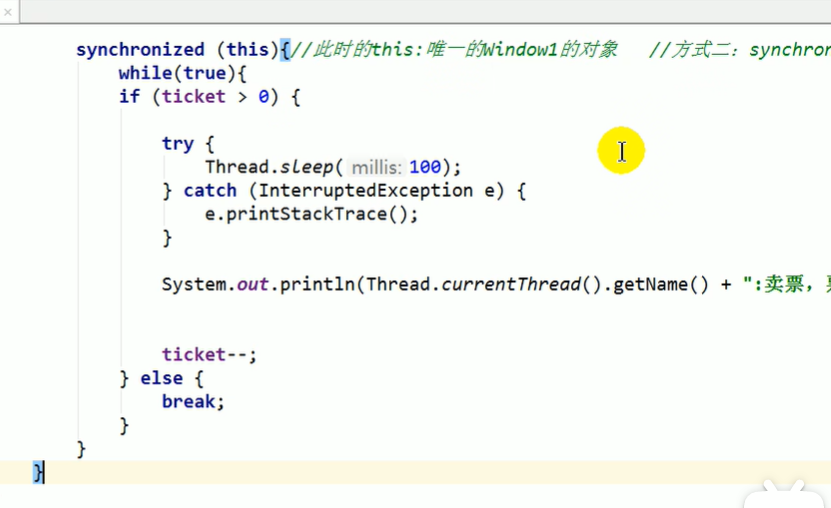 synchronized (this){//此时的this:唯一的Window1的对象 //方式二：synchron
while(true){
if (ticket > 0) {
try {
Thread.sleep( millis: 100);
} catch (InterruptedException e) {
e.printStackTrace();
}
System.out.println(Thread.currentThread().getName() + ":卖票，
ticket--;
} else {
break;
}
}
}